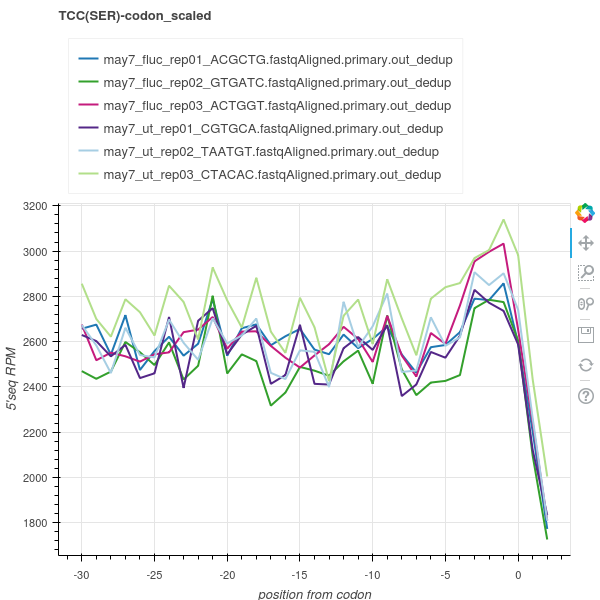 TCC(SER)-codon_scaled
may7_fluc_rep01_ACGCTG.fastqAligned.primary.out_dedup
may7_fluc_rep02_GTGATC.fastqAligned.primary.out_dedup
may7_fluc_rep03_ACTGGT.fastqAligned.primary.out_dedup
may7_ut_rep01_CGTGCA.fastqAligned.primary.out_dedup
may7_ut_rep02_TAATGT.fastqAligned.primary.out_dedup
may7_ut_rep03_CTACAC.fastqAligned.primary.out_dedup
3200
3000
2800
2600
2400
2200
2000
1800
5'seq RPM
-30 -25 -20 -15 -10 -5 0
position from codon